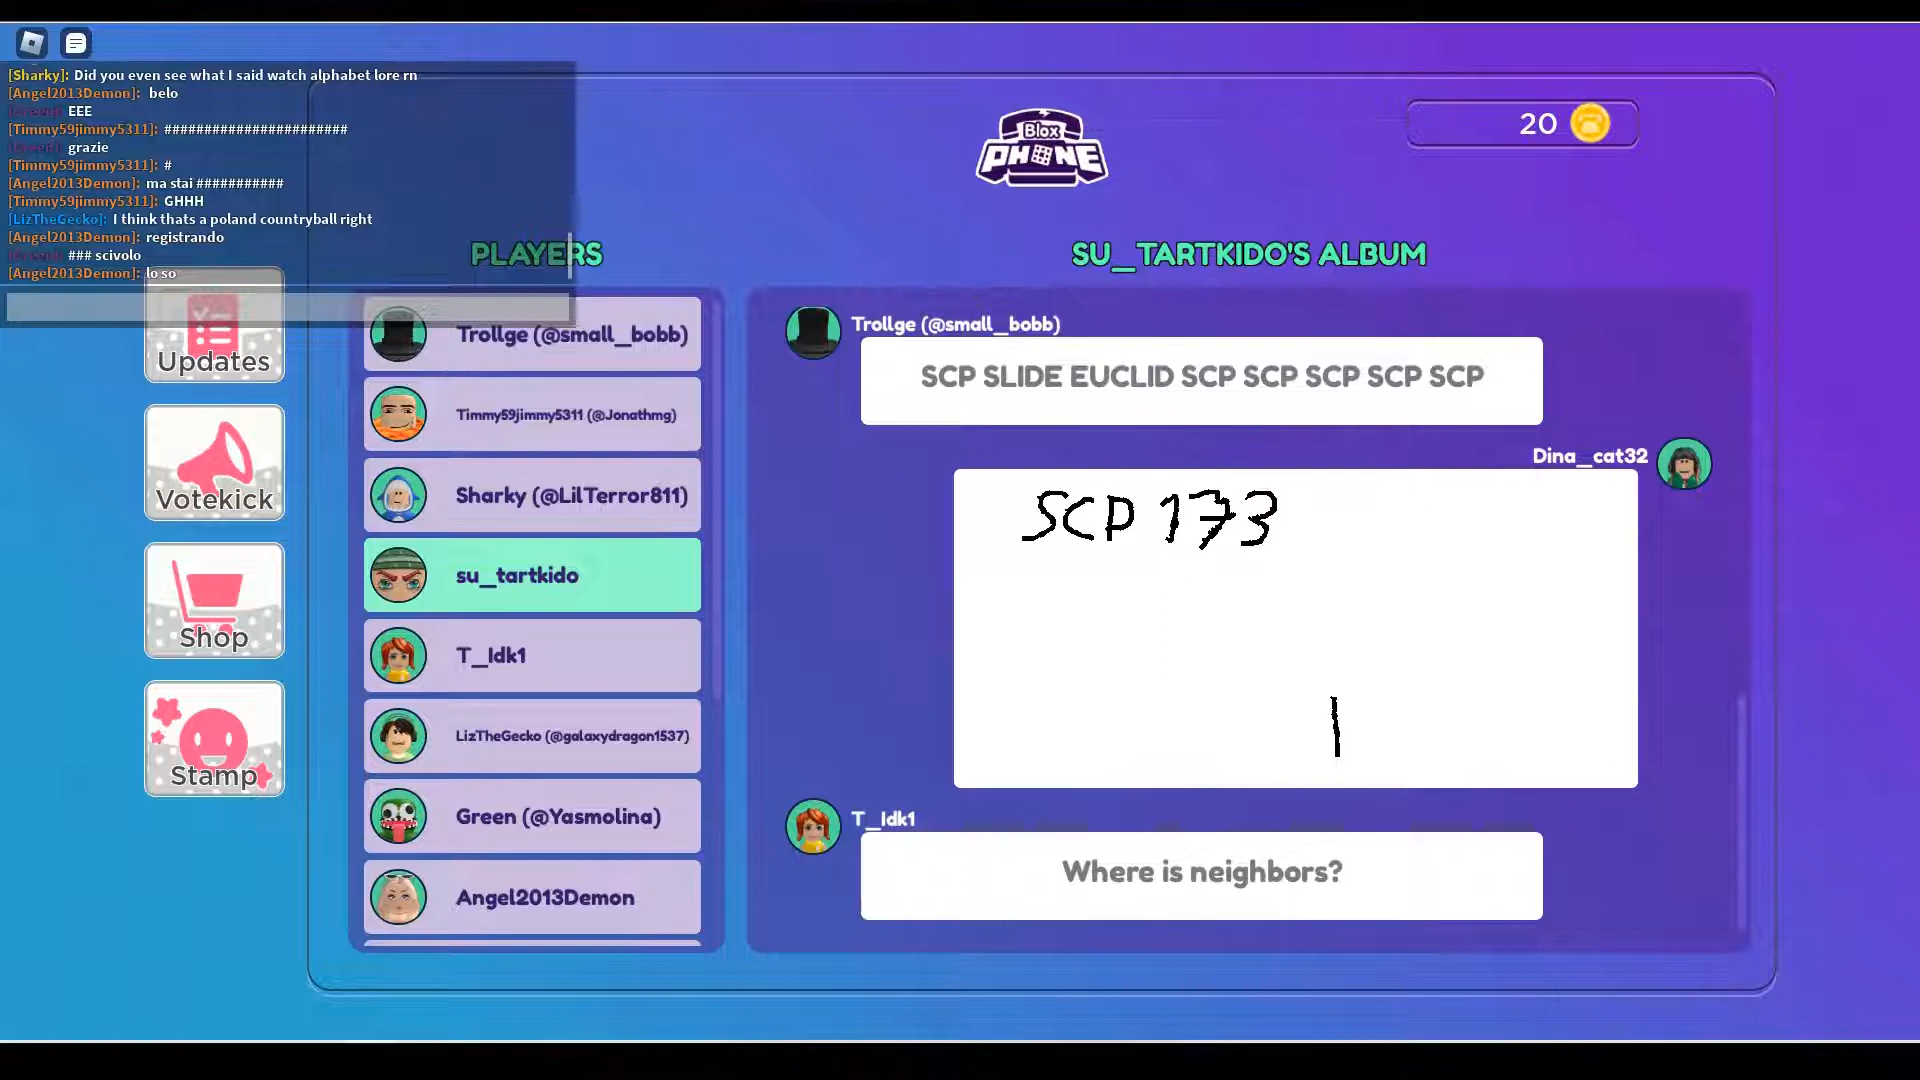 [Sharky]: Did you even see what I said watch alphabet lore rn
[Angel2013Demon]: belo
[Green]: EEE
[Timmy59jimmy5311]: #######################
[Green]: grazie
[Timmy59jimmy5311]: #
[Angel2013Demon]: ma stai ###########
[Timmy59jimmy5311]: GHHH
[LizTheGecko]: I think thats a poland countryball right
[Angel2013Demon]: registrando
[Green]: ### scivolo
[Angel2013Demon]: lo so
Updates
Votekick
Shop
Stamp
Blox
PHONE
20
PLAYERS
Trollge (@small_bobb)
Timmy59jimmy5311 (@Jonathmg)
Sharky (@LilTerror811)
su_tartkido
T_Idk1
LizTheGecko (@galaxydragon1537)
Green (@Yasmolina)
Angel2013Demon
SU_TARTKIDO'S ALBUM
Trollge (@small_bobb)
SCP SLIDE EUCLID SCP SCP SCP SCP SCP
Dina_cat32
SCP 173
T_Idk1
Where is neighbors?